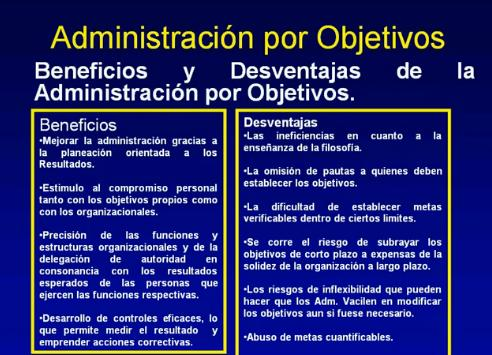 Administración por Objetivos
Beneficios y Desventajas de la
Administración por Objetivos.
Beneficios
•Mejorar la administración gracias a
la planeación orientada a los
Resultados.
•Estimulo al compromiso personal
tanto con los objetivos propios como
con los organizacionales.
•Precisión de las funciones y
estructuras organizacionales y de la
delegación de autoridad en
consonancia con los resultados
esperados de las personas que
ejercen las funciones respectivas.
•Desarrollo de controles eficaces, lo
que permite medir el resultado y
emprender acciones correctivas.
Desventajas
•Las ineficiencias en cuanto a la
enseñanza de la filosofía.
•La omisión de pautas a quienes deben
establecer los objetivos.
•La dificultad de establecer metas
verificables dentro de ciertos limites.
•Se corre el riesgo de subrayar los
objetivos de corto plazo a expensas de la
solidez de la organización a largo plazo.
•Los riesgos de inflexibilidad que pueden
hacer que los Adm. Vacilen en modificar
los objetivos aun si fuese necesario.
•Abuso de metas cuantificables.